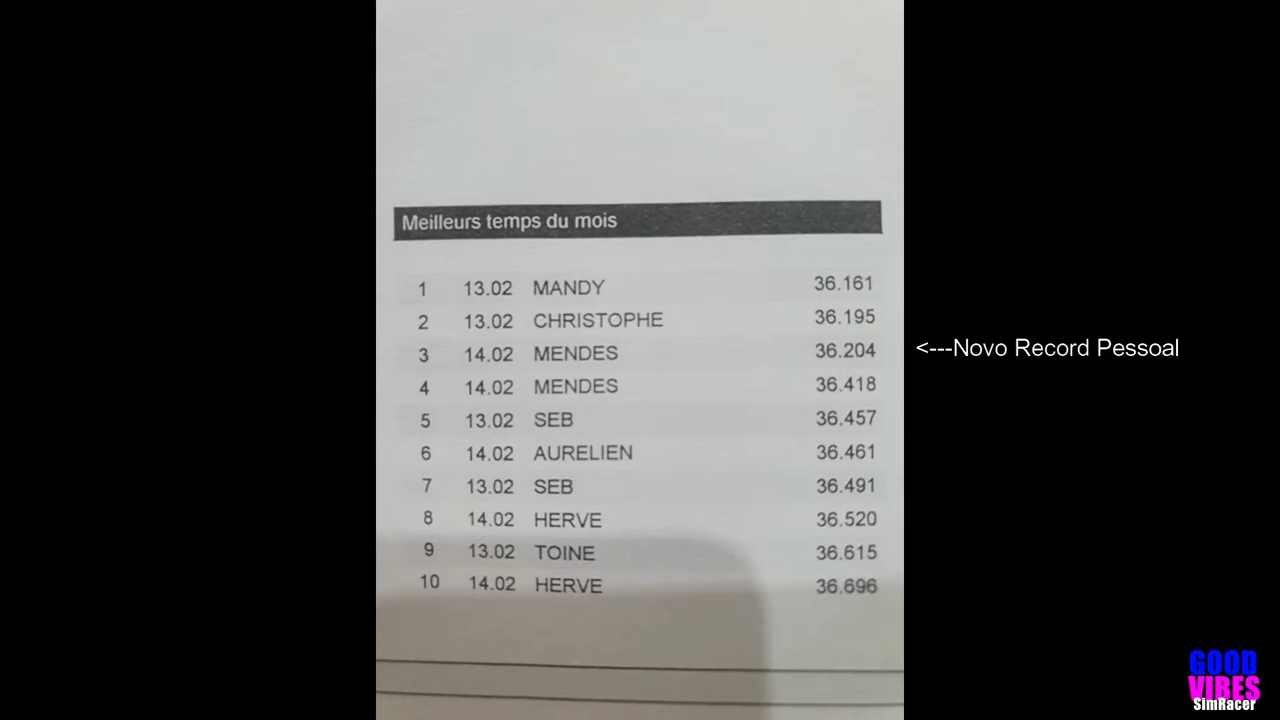 Meilleurs temps du mois
1 13.02 MANDY 36.161
2 13.02 CHRISTOPHE 36.195
3 14.02 MENDES 36.204 <---Novo Record Pessoal
4 14.02 MENDES 36.418
5 13.02 SEB 36.457
6 14.02 AURELIEN 36.461
7 13.02 SEB 36.491
8 14.02 HERVE 36.520
9 13.02 TOINE 36.615
10 14.02 HERVE 36.696
GOOD
VIBES
SimRacer